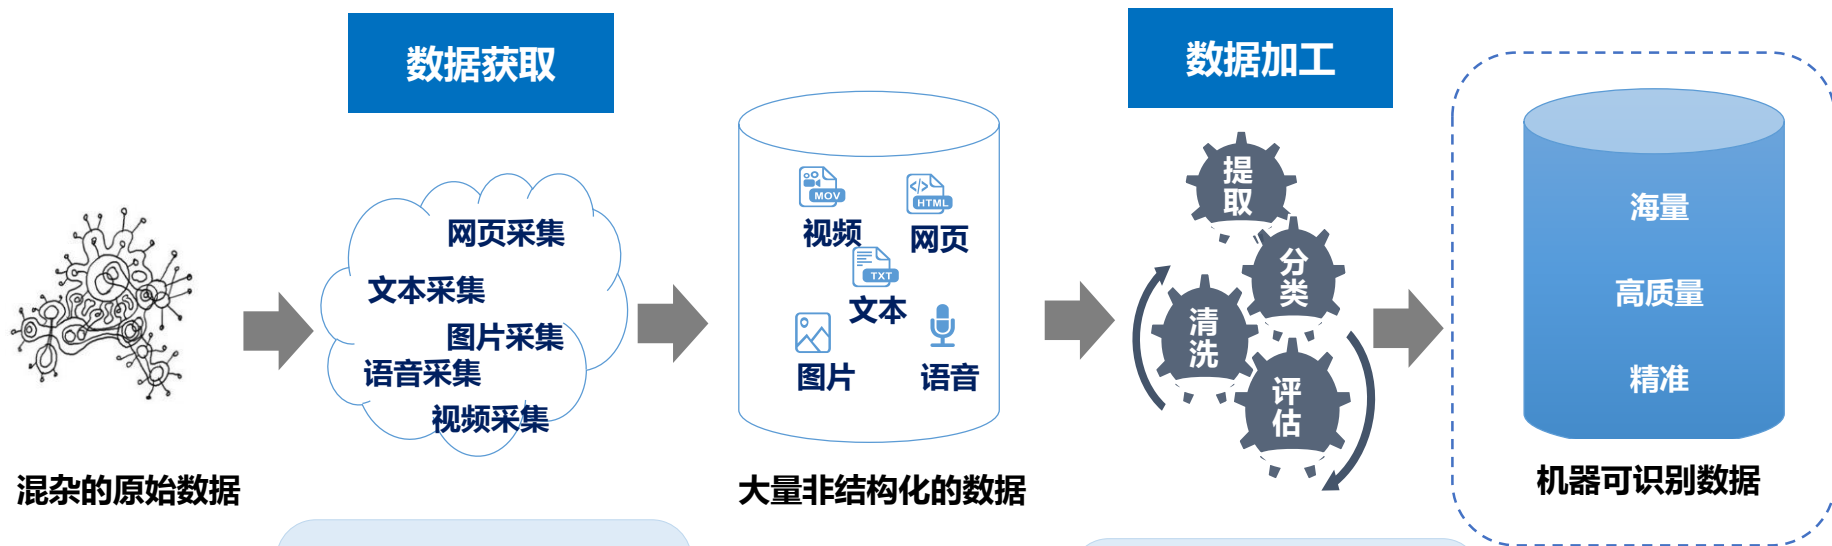 数据获取
数据加工
网页采集
文本采集
图片采集
语音采集
视频采集
MOV
视频
</>
HTML
网页
TXT
文本
图片
语音
提取
分类
清洗
评估
海量
高质量
精准
混杂的原始数据
大量非结构化的数据
机器可识别数据